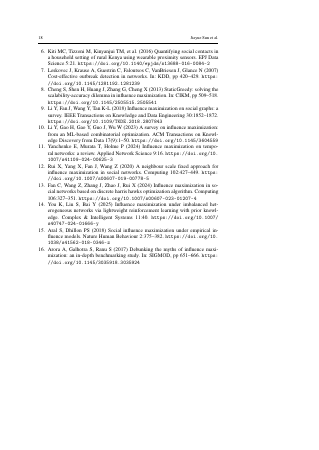 18 Jinyao Xu et al.
6. Kiti MC, Tizzoni M, Kinyanjui TM, et al. (2016) Quantifying social contacts in
a household setting of rural Kenya using wearable proximity sensors. EPJ Data
Science 5:21. https://doi.org/10.1140/epjds/s13688-016-0084-2
7. Leskovec J, Krause A, Guestrin C, Faloutsos C, VanBriesen J, Glance N (2007)
Cost-effective outbreak detection in networks. In: KDD, pp 420–429. https:
//doi.org/10.1145/1281192.1281239
8. Cheng S, Shen H, Huang J, Zhang G, Cheng X (2013) StaticGreedy: solving the
scalability-accuracy dilemma in influence maximization. In: CIKM, pp 509–518.
https://doi.org/10.1145/2505515.2505541
9. Li Y, Fan J, Wang Y, Tan K-L (2018) Influence maximization on social graphs: a
survey. IEEE Transactions on Knowledge and Data Engineering 30:1852–1872.
https://doi.org/10.1109/TKDE.2018.2807843
10. Li Y, Gao H, Gao Y, Guo J, Wu W (2023) A survey on influence maximization:
from an ML-based combinatorial optimization. ACM Transactions on Knowl-
edge Discovery from Data 17(9):1–50. https://doi.org/10.1145/3604559
11. Yanchenko E, Murata T, Holme P (2024) Influence maximization on tempo-
ral networks: a review. Applied Network Science 9:16. https://doi.org/10.
1007/s41109-024-00625-3
12. Rui X, Yang X, Fan J, Wang Z (2020) A neighbour scale fixed approach for
influence maximization in social networks. Computing 102:427–449. https:
//doi.org/10.1007/s00607-019-00778-5
13. Fan C, Wang Z, Zhang J, Zhao J, Rui X (2024) Influence maximization in so-
cial networks based on discrete harris hawks optimization algorithm. Computing
106:327–351. https://doi.org/10.1007/s00607-023-01207-4
14. You K, Liu S, Bai Y (2025) Influence maximization under imbalanced het-
erogeneous networks via lightweight reinforcement learning with prior knowl-
edge. Complex & Intelligent Systems 11:48. https://doi.org/10.1007/
s40747-024-01666-y
15. Aral S, Dhillon PS (2018) Social influence maximization under empirical in-
fluence models. Nature Human Behaviour 2:375–382. https://doi.org/10.
1038/s41562-018-0346-z
16. Arora A, Galhotra S, Ranu S (2017) Debunking the myths of influence maxi-
mization: an in-depth benchmarking study. In: SIGMOD, pp 651–666. https:
//doi.org/10.1145/3035918.3035924